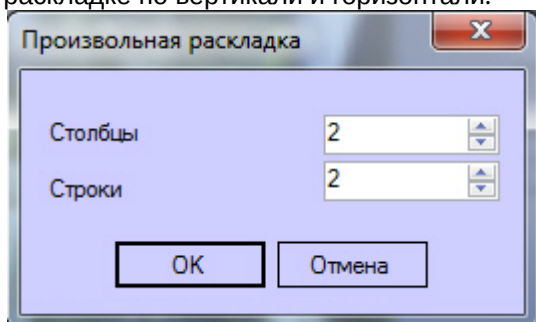 раскладке по вертикали и горизонтали.
Произвольная раскладка
Столбцы 2
Строки 2
OK Отмена